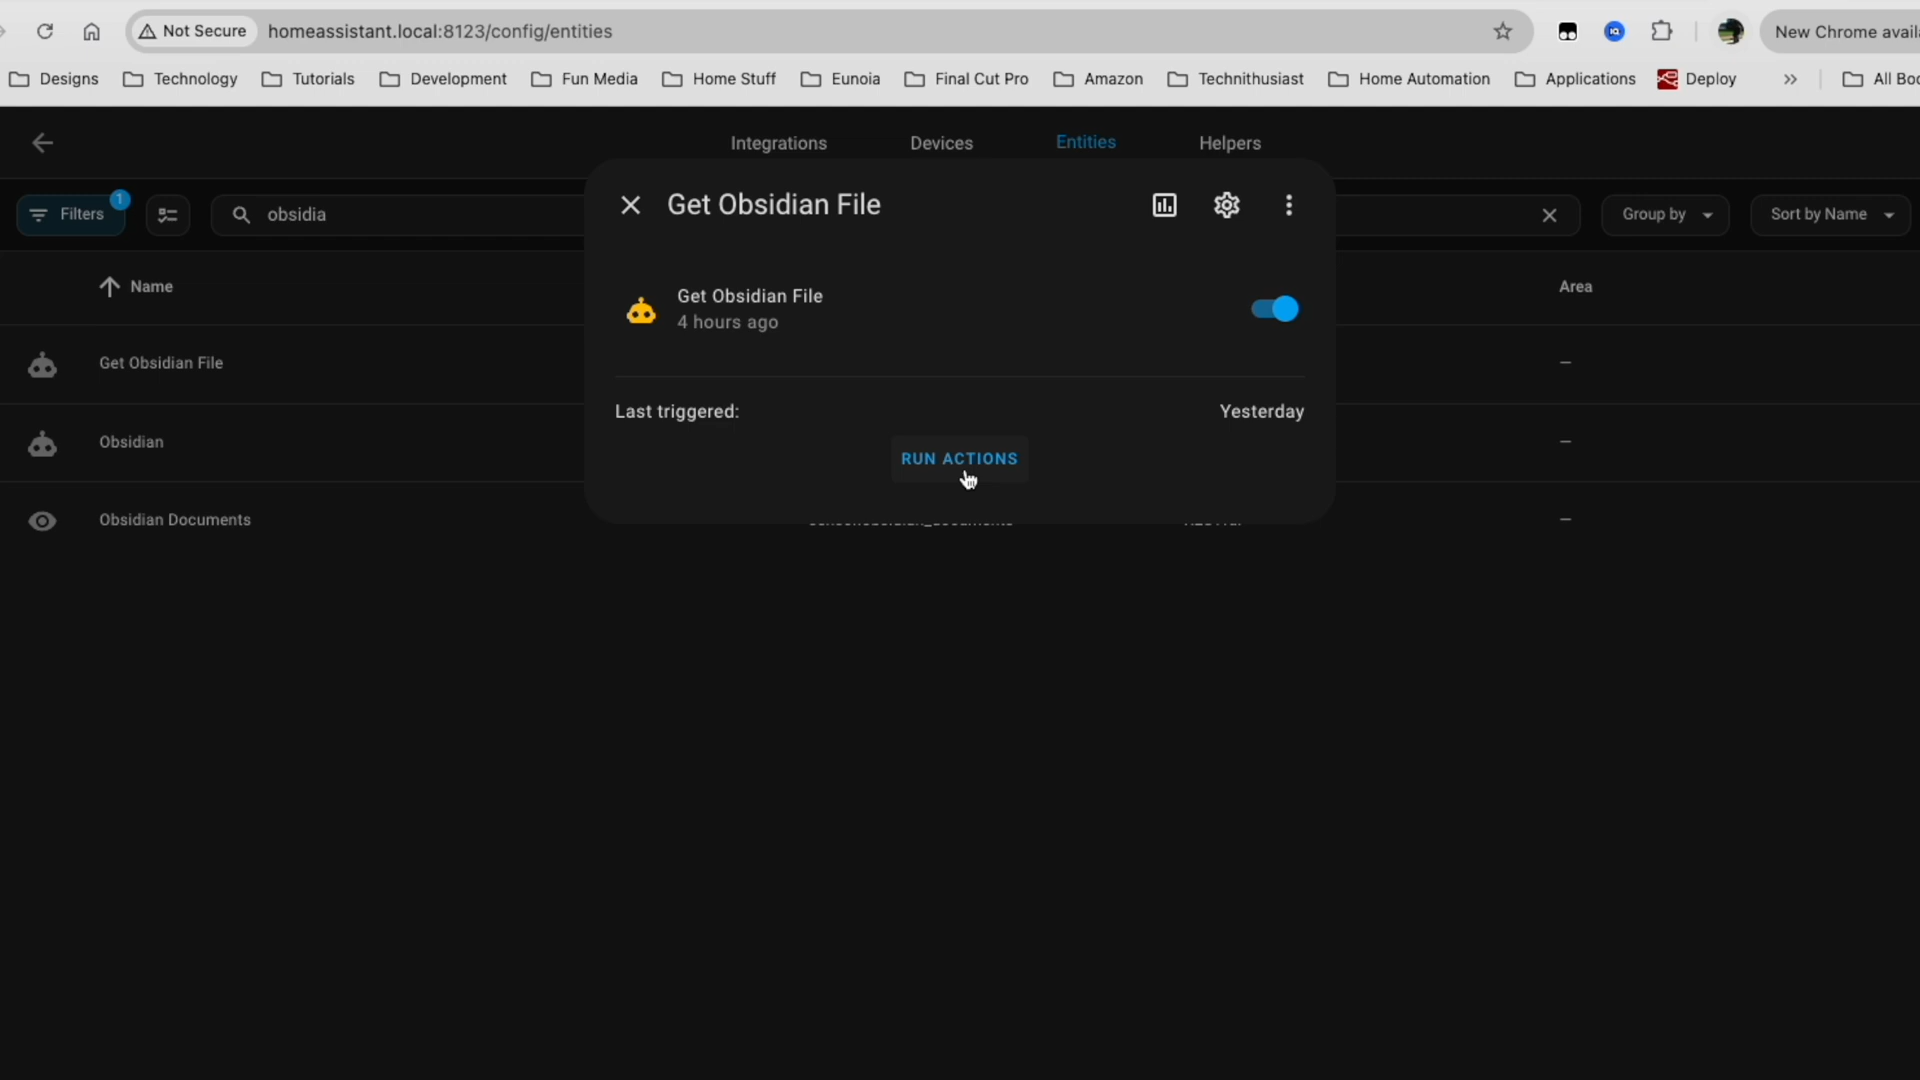 Not Secure homeassistant.local:8123/config/entities New Chrome avail
Designs Technology Tutorials Development Fun Media Home Stuff Eunoia Final Cut Pro Amazon Technithusiast Home Automation Applications Deploy All Boo
Integrations Devices Entities Helpers
Filters 1 obsidia Group by Sort by Name
Get Obsidian File
Name Area
Get Obsidian File
4 hours ago
Last triggered: Yesterday
RUN ACTIONS
Get Obsidian File –
Obsidian –
Obsidian Documents –